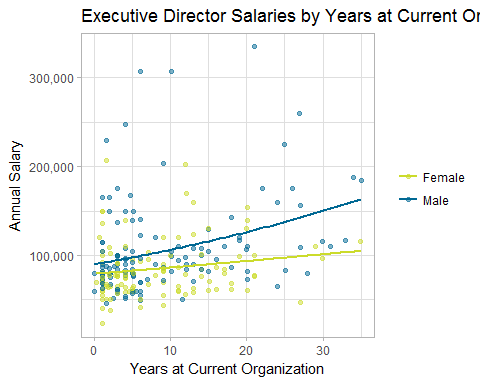 Executive Director Salaries by Years at Current Or
Annual Salary
300,000
200,000
100,000
0
10
20
30
Years at Current Organization
Female
Male